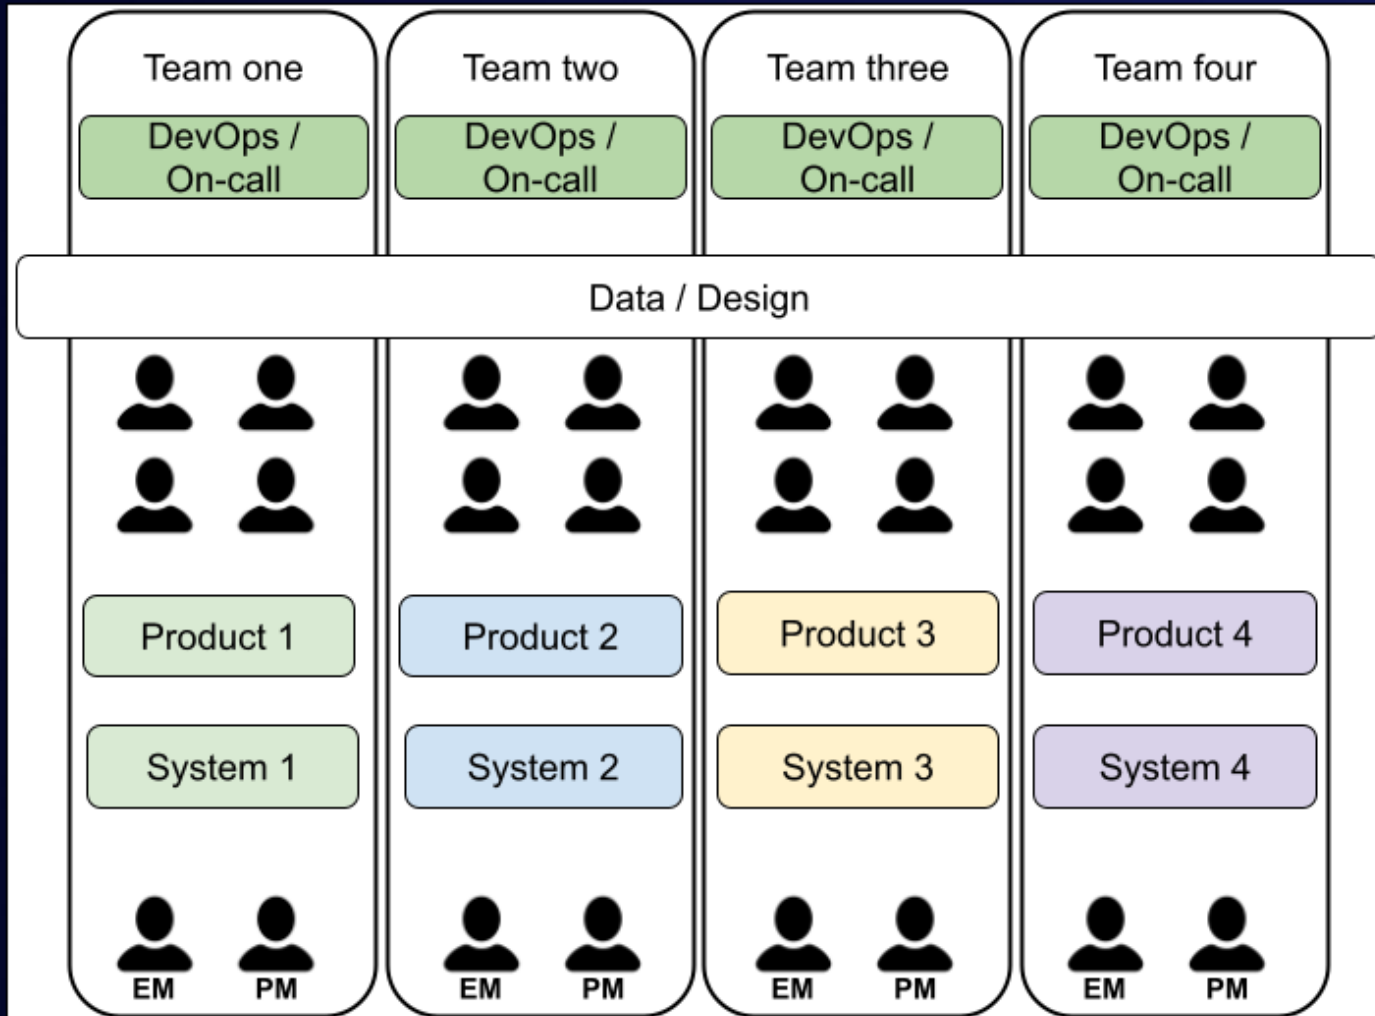 Team one
Team two
Team three
Team four
DevOps /
On-call
DevOps /
On-call
DevOps /
On-call
DevOps /
On-call
Data / Design
Product 1
Product 2
Product 3
Product 4
System 1
System 2
System 3
System 4
EM
PM
EM
PM
EM
PM
EM
PM